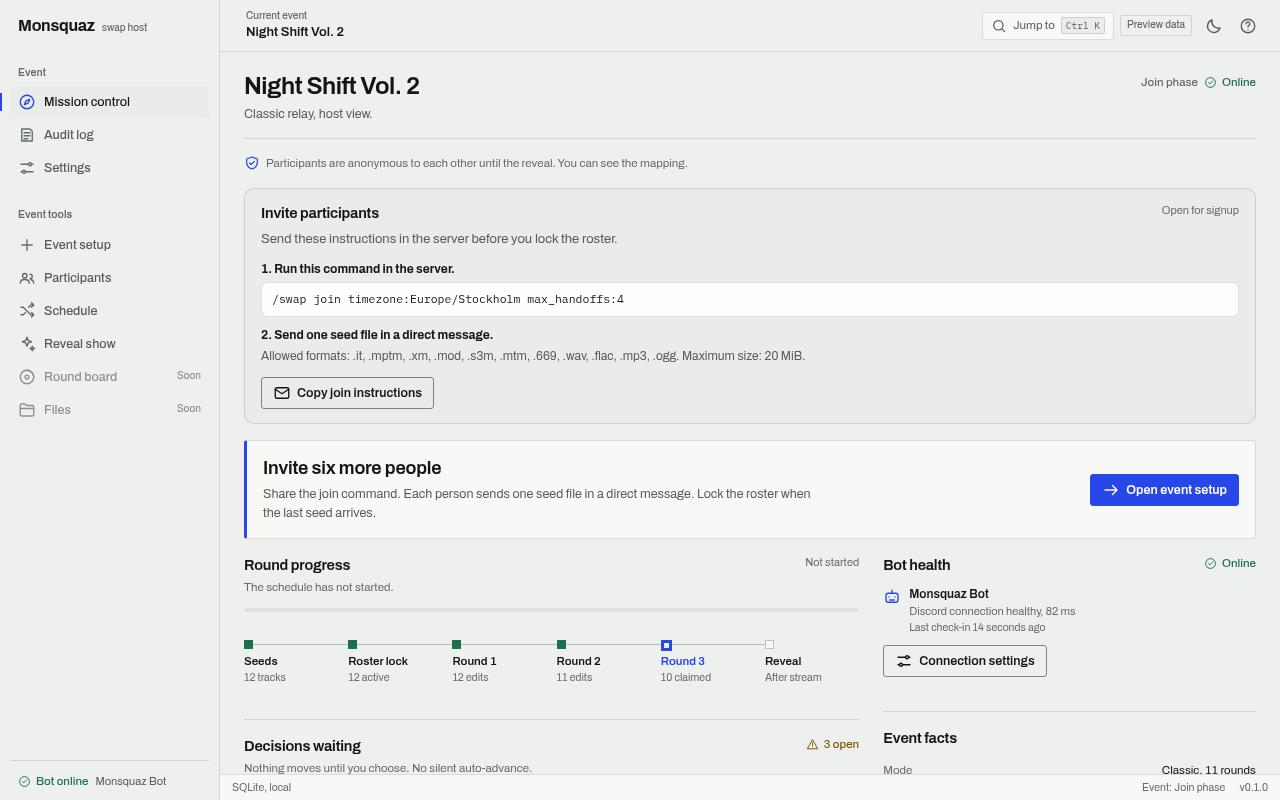 Monsquaz swap host
Event
Mission control
Audit log
Settings
Event tools
Event setup
Participants
Schedule
Reveal show
Round board Soon
Files Soon
Bot online Monsquaz Bot
Current event
Night Shift Vol. 2
Jump to Ctrl K
Preview data
Night Shift Vol. 2
Join phase Online
Classic relay, host view.
Participants are anonymous to each other until the reveal. You can see the mapping.
Invite participants
Open for signup
Send these instructions in the server before you lock the roster.
1. Run this command in the server.
/swap join timezone:Europe/Stockholm max_handoffs:4
2. Send one seed file in a direct message.
Allowed formats: .it, .mptm, .xm, .mod, .s3m, .mtm, .669, .wav, .flac, .mp3, .ogg. Maximum size: 20 MiB.
Copy join instructions
Invite six more people
Share the join command. Each person sends one seed file in a direct message. Lock the roster when
the last seed arrives.
Open event setup
Round progress
Not started
The schedule has not started.
Seeds
12 tracks
Roster lock
12 active
Round 1
12 edits
Round 2
11 edits
Round 3
10 claimed
Reveal
After stream
Decisions waiting
3 open
Nothing moves until you choose. No silent auto-advance.
Bot health
Online
Monsquaz Bot
Discord connection healthy, 82 ms
Last check-in 14 seconds ago
Connection settings
Event facts
Mode Classic, 11 rounds
SQLite, local
Event: Join phase v0.1.0